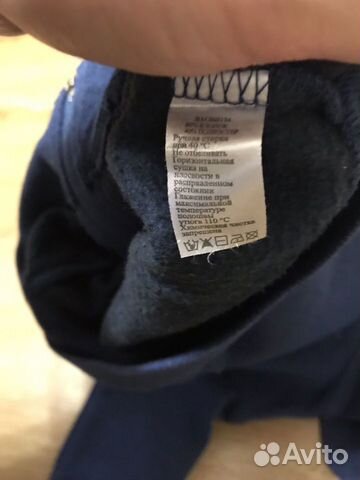 Ручная стирка
при 40 °C
Не отбеливать
Горизонтальная
сушка на
плоскости в
расправленном
состоянии
Глажение при
максимальной
температуре
подошвы
утюга 110 °C
Химическая чистка
запрещена
Avito